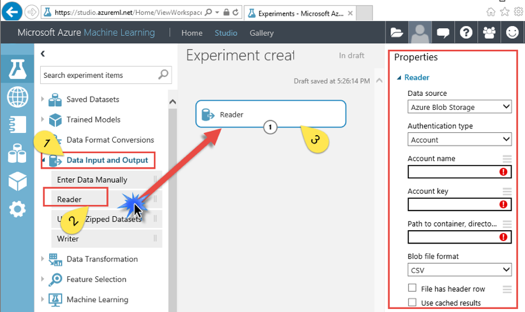 https://studio.azureml.net/Home/ViewWorkspac
Experiments - Microsoft Az...
Microsoft Azure Machine Learning | Home Studio Gallery
Search experiment items
Saved Datasets
Trained Models
Data Format Conversions
1
Data Input and Output
Enter Data Manually
Reader
2
Zipped Datasets
Writer
Data Transformation
Feature Selection
Machine Learning
Experiment creat
In draft
Draft saved at 5:26:14 PM
Reader
1
3
Properties
Reader
Data source
Azure Blob Storage
Authentication type
Account
Account name
Account key
Path to container, directo...
Blob file format
CSV
File has header row
Use cached results